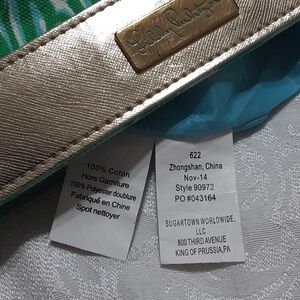 Lilly Pulitzer
100% Coton
Hors Garniture
100% Polyester doublure
Fabriqué en Chine
Spot nettoyer
622
Zhongshan, China
Nov-14
Style 90972
PO #043164
SUGARTOWN WORLDWIDE,
LLC
800 THIRD AVENUE
KING OF PRUSSIA,PA